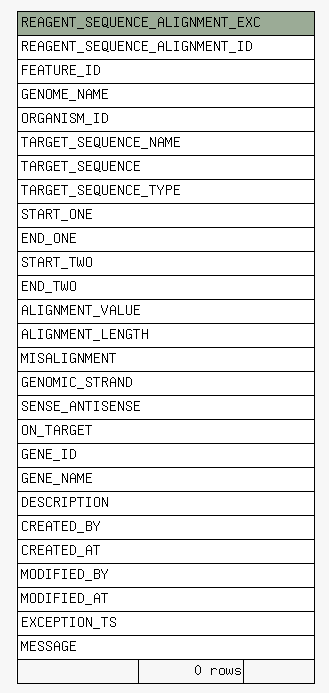 REAGENT_SEQUENCE_ALIGNMENT_EXC
REAGENT_SEQUENCE_ALIGNMENT_ID
FEATURE_ID
GENOME_NAME
ORGANISM_ID
TARGET_SEQUENCE_NAME
TARGET_SEQUENCE
TARGET_SEQUENCE_TYPE
START_ONE
END_ONE
START_TWO
END_TWO
ALIGNMENT_VALUE
ALIGNMENT_LENGTH
MISALIGNMENT
GENOMIC_STRAND
SENSE_ANTISENSE
ON_TARGET
GENE_ID
GENE_NAME
DESCRIPTION
CREATED_BY
CREATED_AT
MODIFIED_BY
MODIFIED_AT
EXCEPTION_TS
MESSAGE
0 rows